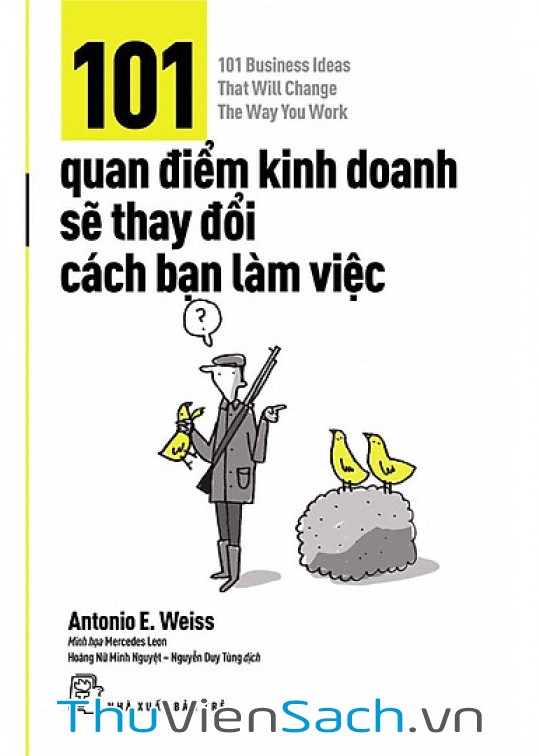 101
101 Business Ideas
That Will Change
The Way You Work
quan điểm kinh doanh
sẽ thay đổi
cách bạn làm việc
?
Antonio E. Weiss
Minh họa Mercedes Leon
Hoàng Nữ Minh Nguyệt – Nguyễn Duy Tùng dịch
NHÀ XUẤT BẢN TRẺ
ThuVienSach.vn